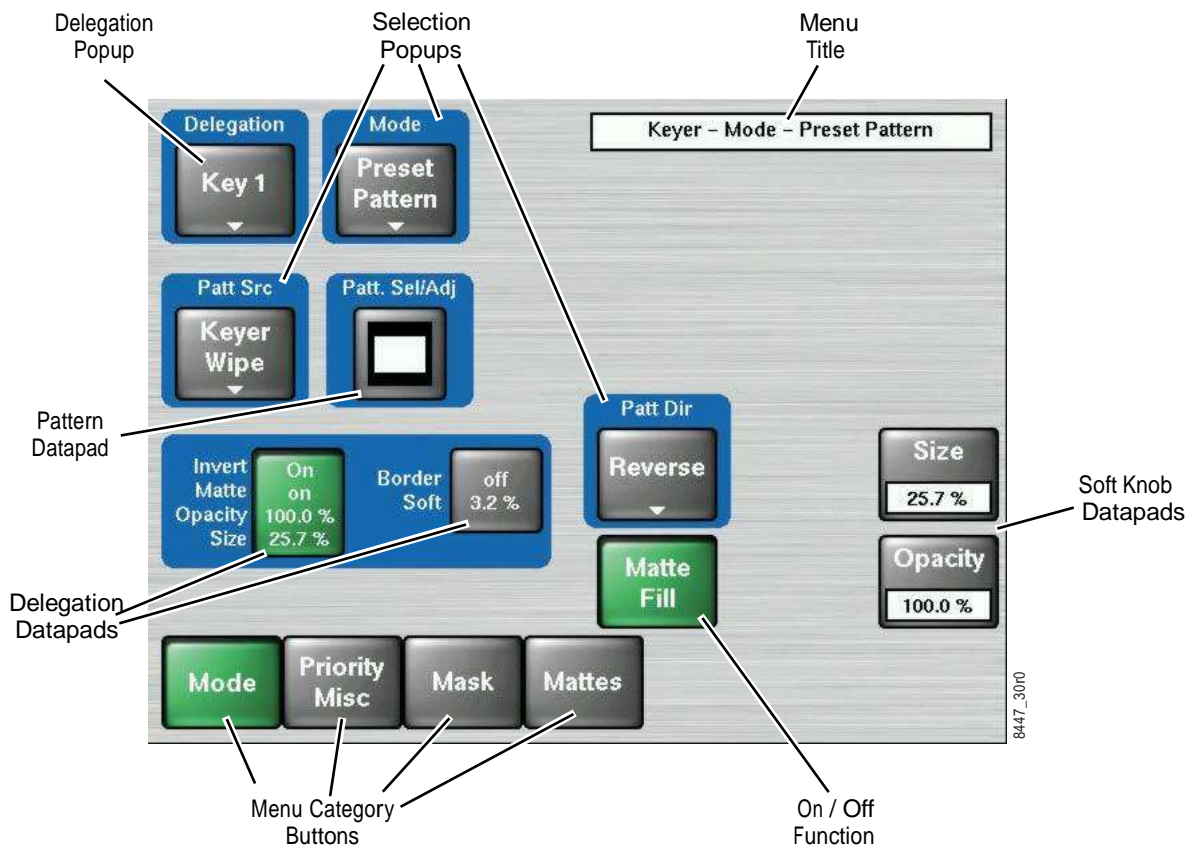 Delegation
Popup
Selection
Popups
Menu
Title
Delegation
Key 1
Mode
Preset
Pattern
Keyer – Mode – Preset Pattern
Patt Src
Keyer
Wipe
Patt. Sel/Adj
Pattern
Datapad
Invert On
Matte on
Opacity 100.0 %
Size 25.7 %
Border off
Soft 3.2 %
Patt Dir
Reverse
Matte
Fill
Size
25.7 %
Opacity
100.0 %
Soft Knob
Datapads
Delegation
Datapads
Mode
Priority
Misc
Mask
Mattes
8447_30r0
Menu Category
Buttons
On / Off
Function